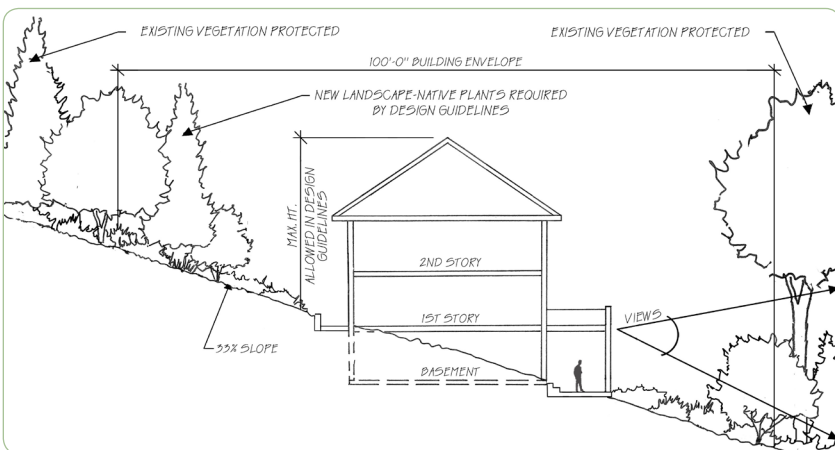 EXISTING VEGETATION PROTECTED
EXISTING VEGETATION PROTECTED
100'-0" BUILDING ENVELOPE
NEW LANDSCAPE-NATIVE PLANTS REQUIRED
BY DESIGN GUIDELINES
MAX. HT.
ALLOWED IN DESIGN
GUIDELINES
2ND STORY
1ST STORY
VIEWS
33% SLOPE
BASEMENT